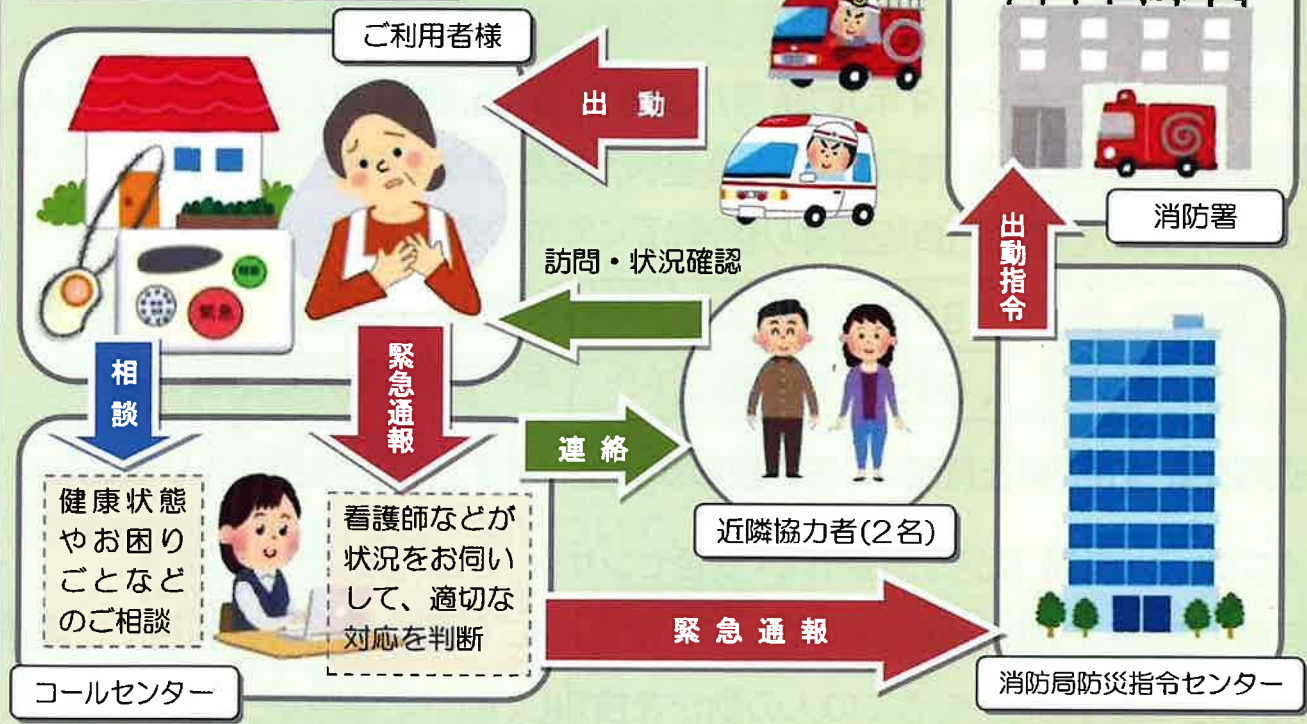 ご利用者様
出動
消防署
出動指令
訪問・状況確認
緊急
相談
緊急通報
連絡
健康状態
やお困り
ごとなど
のご相談
看護師などが
状況をお伺い
して、適切な
対応を判断
近隣協力者(2名)
緊急通報
コールセンター
消防局防災指令センター